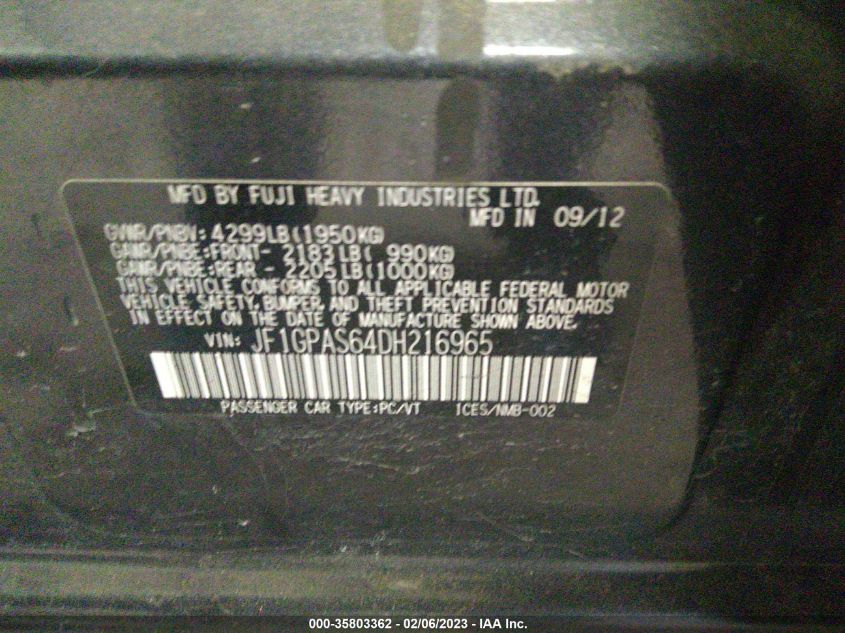 MFD BY FUJI HEAVY INDUSTRIES LTD.
MFD IN 09/12
GVWR/PNBV: 4299LB(1950KG)
GAWR/PNBE:FRONT- 2183LB( 990KG)
GAWR/PNBE:REAR - 2205LB(1000KG)
THIS VEHICLE CONFORMS TO ALL APPLICABLE FEDERAL MOTOR
VEHICLE SAFETY, BUMPER, AND THEFT PREVENTION STANDARDS
IN EFFECT ON THE DATE OF MANUFACTURE SHOWN ABOVE.
VIN: JF1GPAS64DH216965
PASSENGER CAR TYPE:PC/VT ICES/NMB-002
000-35803362 - 02/06/2023 - IAA Inc.